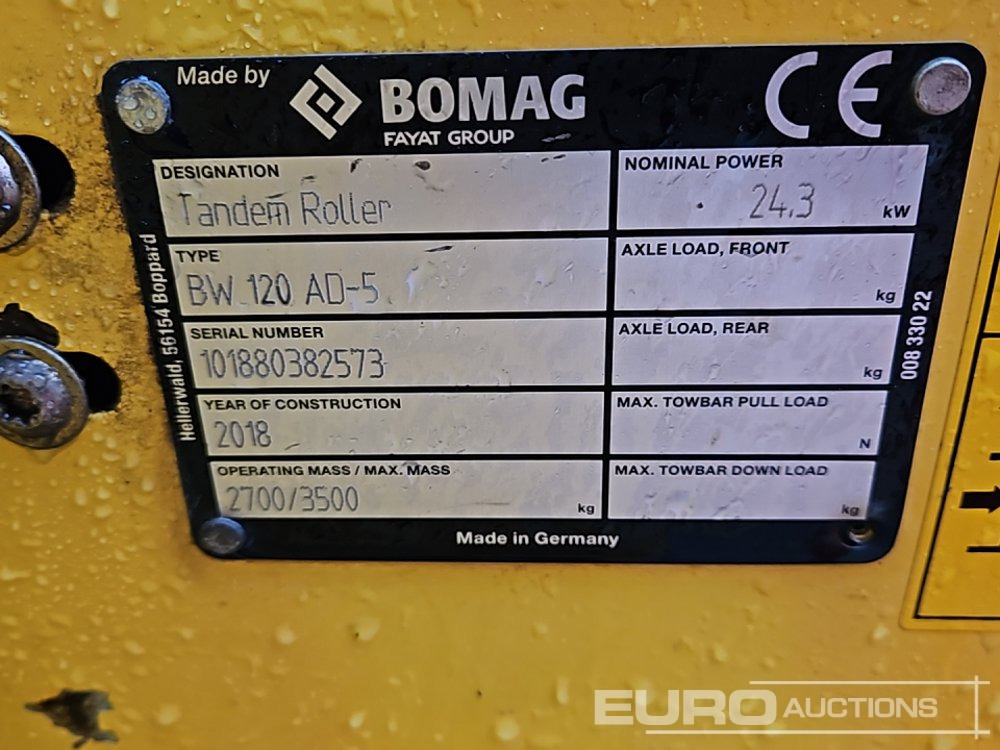 Made by BOMAG CE
FAYAT GROUP
DESIGNATION
Tandem Roller
NOMINAL POWER
24.3 kW
TYPE
BW 120 AD-5
AXLE LOAD, FRONT
kg
SERIAL NUMBER
101880382573
AXLE LOAD, REAR
kg
YEAR OF CONSTRUCTION
2018
MAX. TOWBAR PULL LOAD
N
OPERATING MASS / MAX. MASS
2700/3500 kg
MAX. TOWBAR DOWN LOAD
kg
Made in Germany
Hellerwald, 56154 Boppard
008 330 22
EURO AUCTIONS